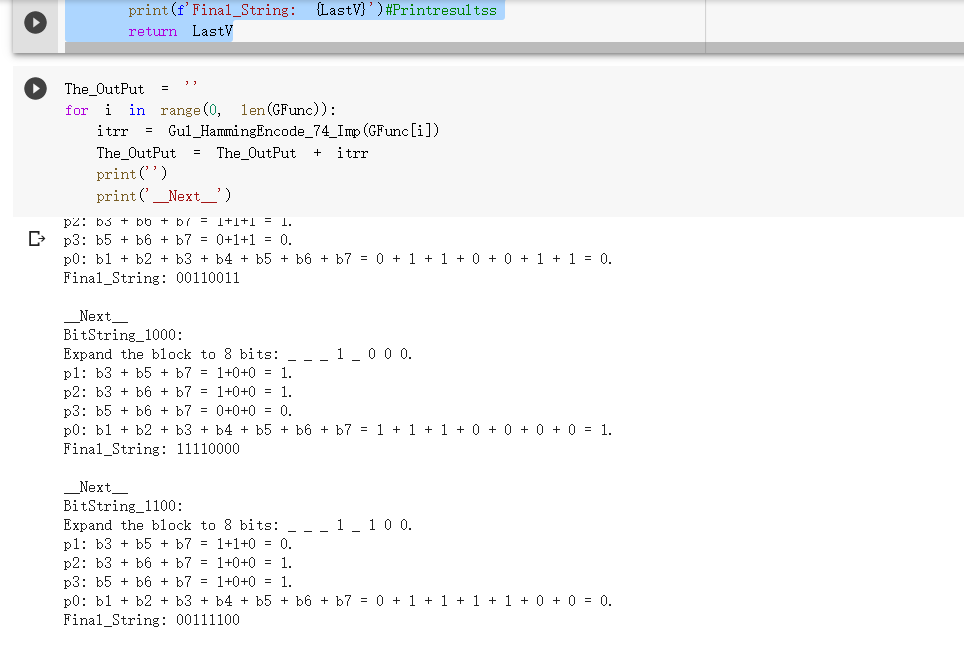 print(f'Final_String:  {LastV}')#Printresultss
return LastV
The_OutPut = ''
for i in range(0, len(GFunc)):
itrr = Gul_HammingEncode_74_Imp(GFunc[i])
The_OutPut = The_OutPut + itrr
print('')
print('__Next__')
p2: b3 + b6 + b7 = 1+1+1 = 1.
p3: b5 + b6 + b7 = 0+1+1 = 0.
p0: b1 + b2 + b3 + b4 + b5 + b6 + b7 = 0 + 1 + 1 + 0 + 0 + 1 + 1 = 0.
Final_String: 00110011
__Next__
BitString_1000:
Expand the block to 8 bits: _ _ _ 1 _ 0 0 0.
p1: b3 + b5 + b7 = 1+0+0 = 1.
p2: b3 + b6 + b7 = 1+0+0 = 1.
p3: b5 + b6 + b7 = 0+0+0 = 0.
p0: b1 + b2 + b3 + b4 + b5 + b6 + b7 = 1 + 1 + 1 + 0 + 0 + 0 + 0 = 1.
Final_String: 11110000
__Next__
BitString_1100:
Expand the block to 8 bits: _ _ _ 1 _ 1 0 0.
p1: b3 + b5 + b7 = 1+1+0 = 0.
p2: b3 + b6 + b7 = 1+0+0 = 1.
p3: b5 + b6 + b7 = 1+0+0 = 1.
p0: b1 + b2 + b3 + b4 + b5 + b6 + b7 = 0 + 1 + 1 + 1 + 1 + 0 + 0 = 0.
Final_String: 00111100